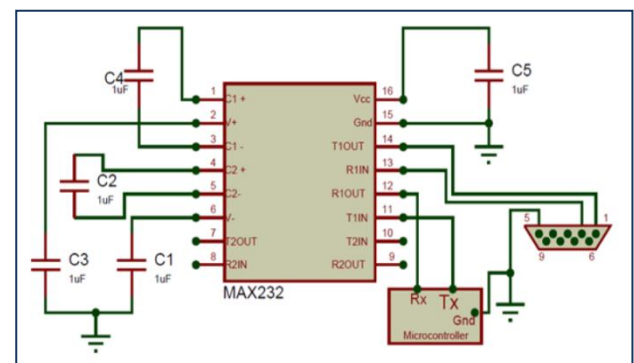 C4
1uF
C2
1uF
C3
1uF
C1
1uF
1 C1 +
2 V+
3 C1 -
4 C2 +
5 C2-
6 V-
7 T2OUT
8 R2IN
Vcc 16
Gnd 15
T1OUT 14
R1IN 13
R1OUT 12
T1IN 11
T2IN 10
R2OUT 9
MAX232
C5
1uF
5 1
9 6
Rx Tx
Gnd
Microcontroller